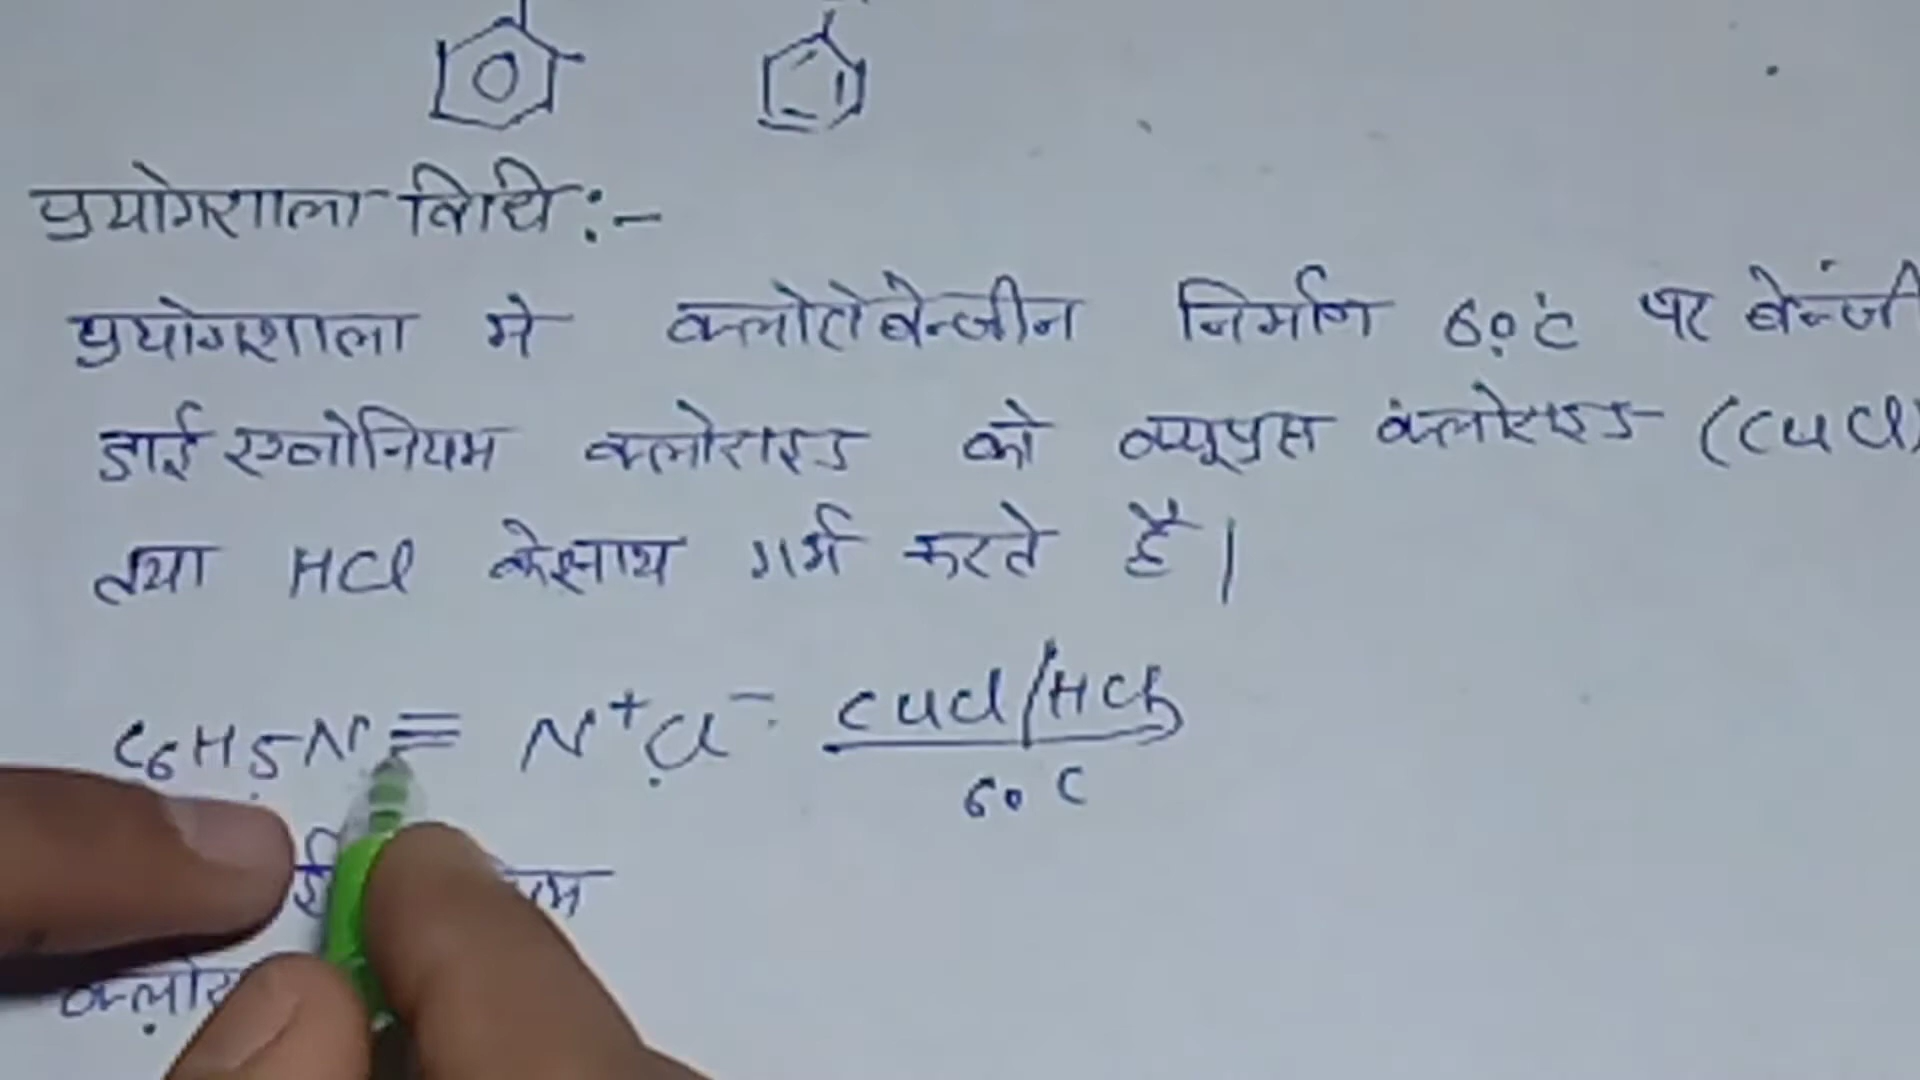 प्रयोगशाला विधि :-
प्रयोगशाला मे क्लोरोबेन्जीन निर्माण 60°C पर बेन्जी
डाई एजोनियम क्लोराइड को क्यूप्रस क्लोराइड (CuCl)
तथा HCl केसाथ गर्म करते है।
C6H5N≡ N+Cl- CuCl/HCl
60 C